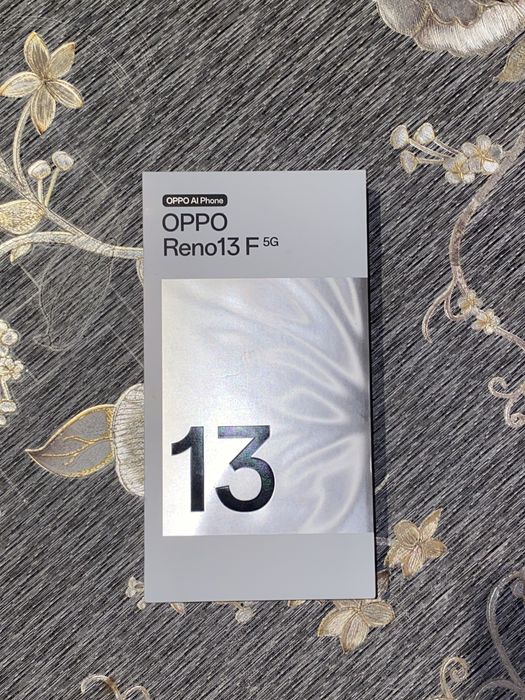 OPPO AI Phone
OPPO
Reno13 F 5G
13